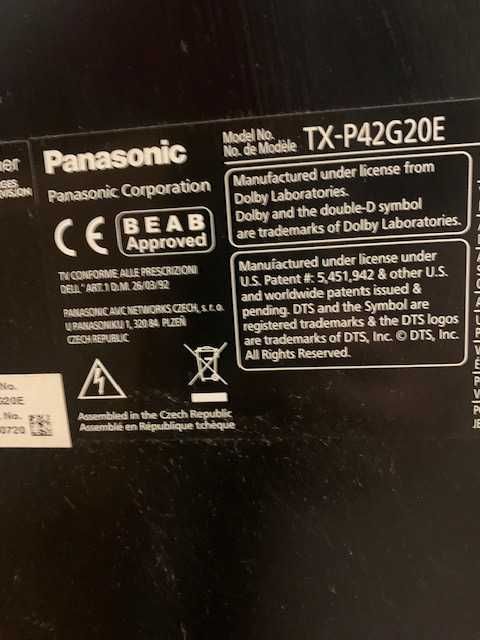 Panasonic
Panasonic Corporation
CE
BEAB
Approved
TV CONFORME ALLE PRESCRIZIONI
DELL' ART.1 D.M. 26/03/92
PANASONIC AVC NETWORKS CZECH, s.r.o.
U PANASONIKU 1, 320 84 PLZEŇ
CZECH REPUBLIC
Assembled in the Czech Republic
Assemblé en République tchèque
Model No.
No. de Modèle
TX-P42G20E
Manufactured under license from
Dolby Laboratories.
Dolby and the double-D symbol
are trademarks of Dolby Laboratories.
Manufactured under license under
U.S. Patent #: 5,451,942 & other U.S.
and worldwide patents issued &
pending. DTS and the Symbol are
registered trademarks & the DTS logos
are trademarks of DTS, Inc. © DTS, Inc.
All Rights Reserved.
No.
G20E
No.
0720